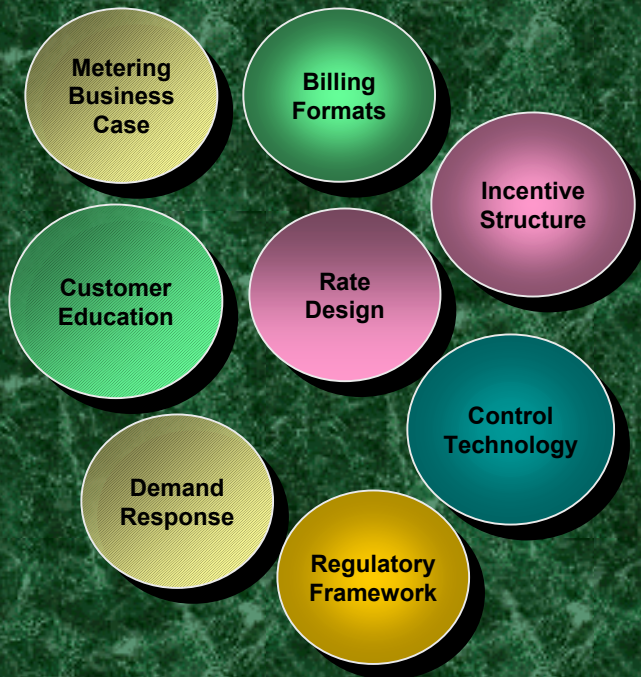 Metering
Business
Case
Billing
Formats
Incentive
Structure
Customer
Education
Rate
Design
Control
Technology
Demand
Response
Regulatory
Framework